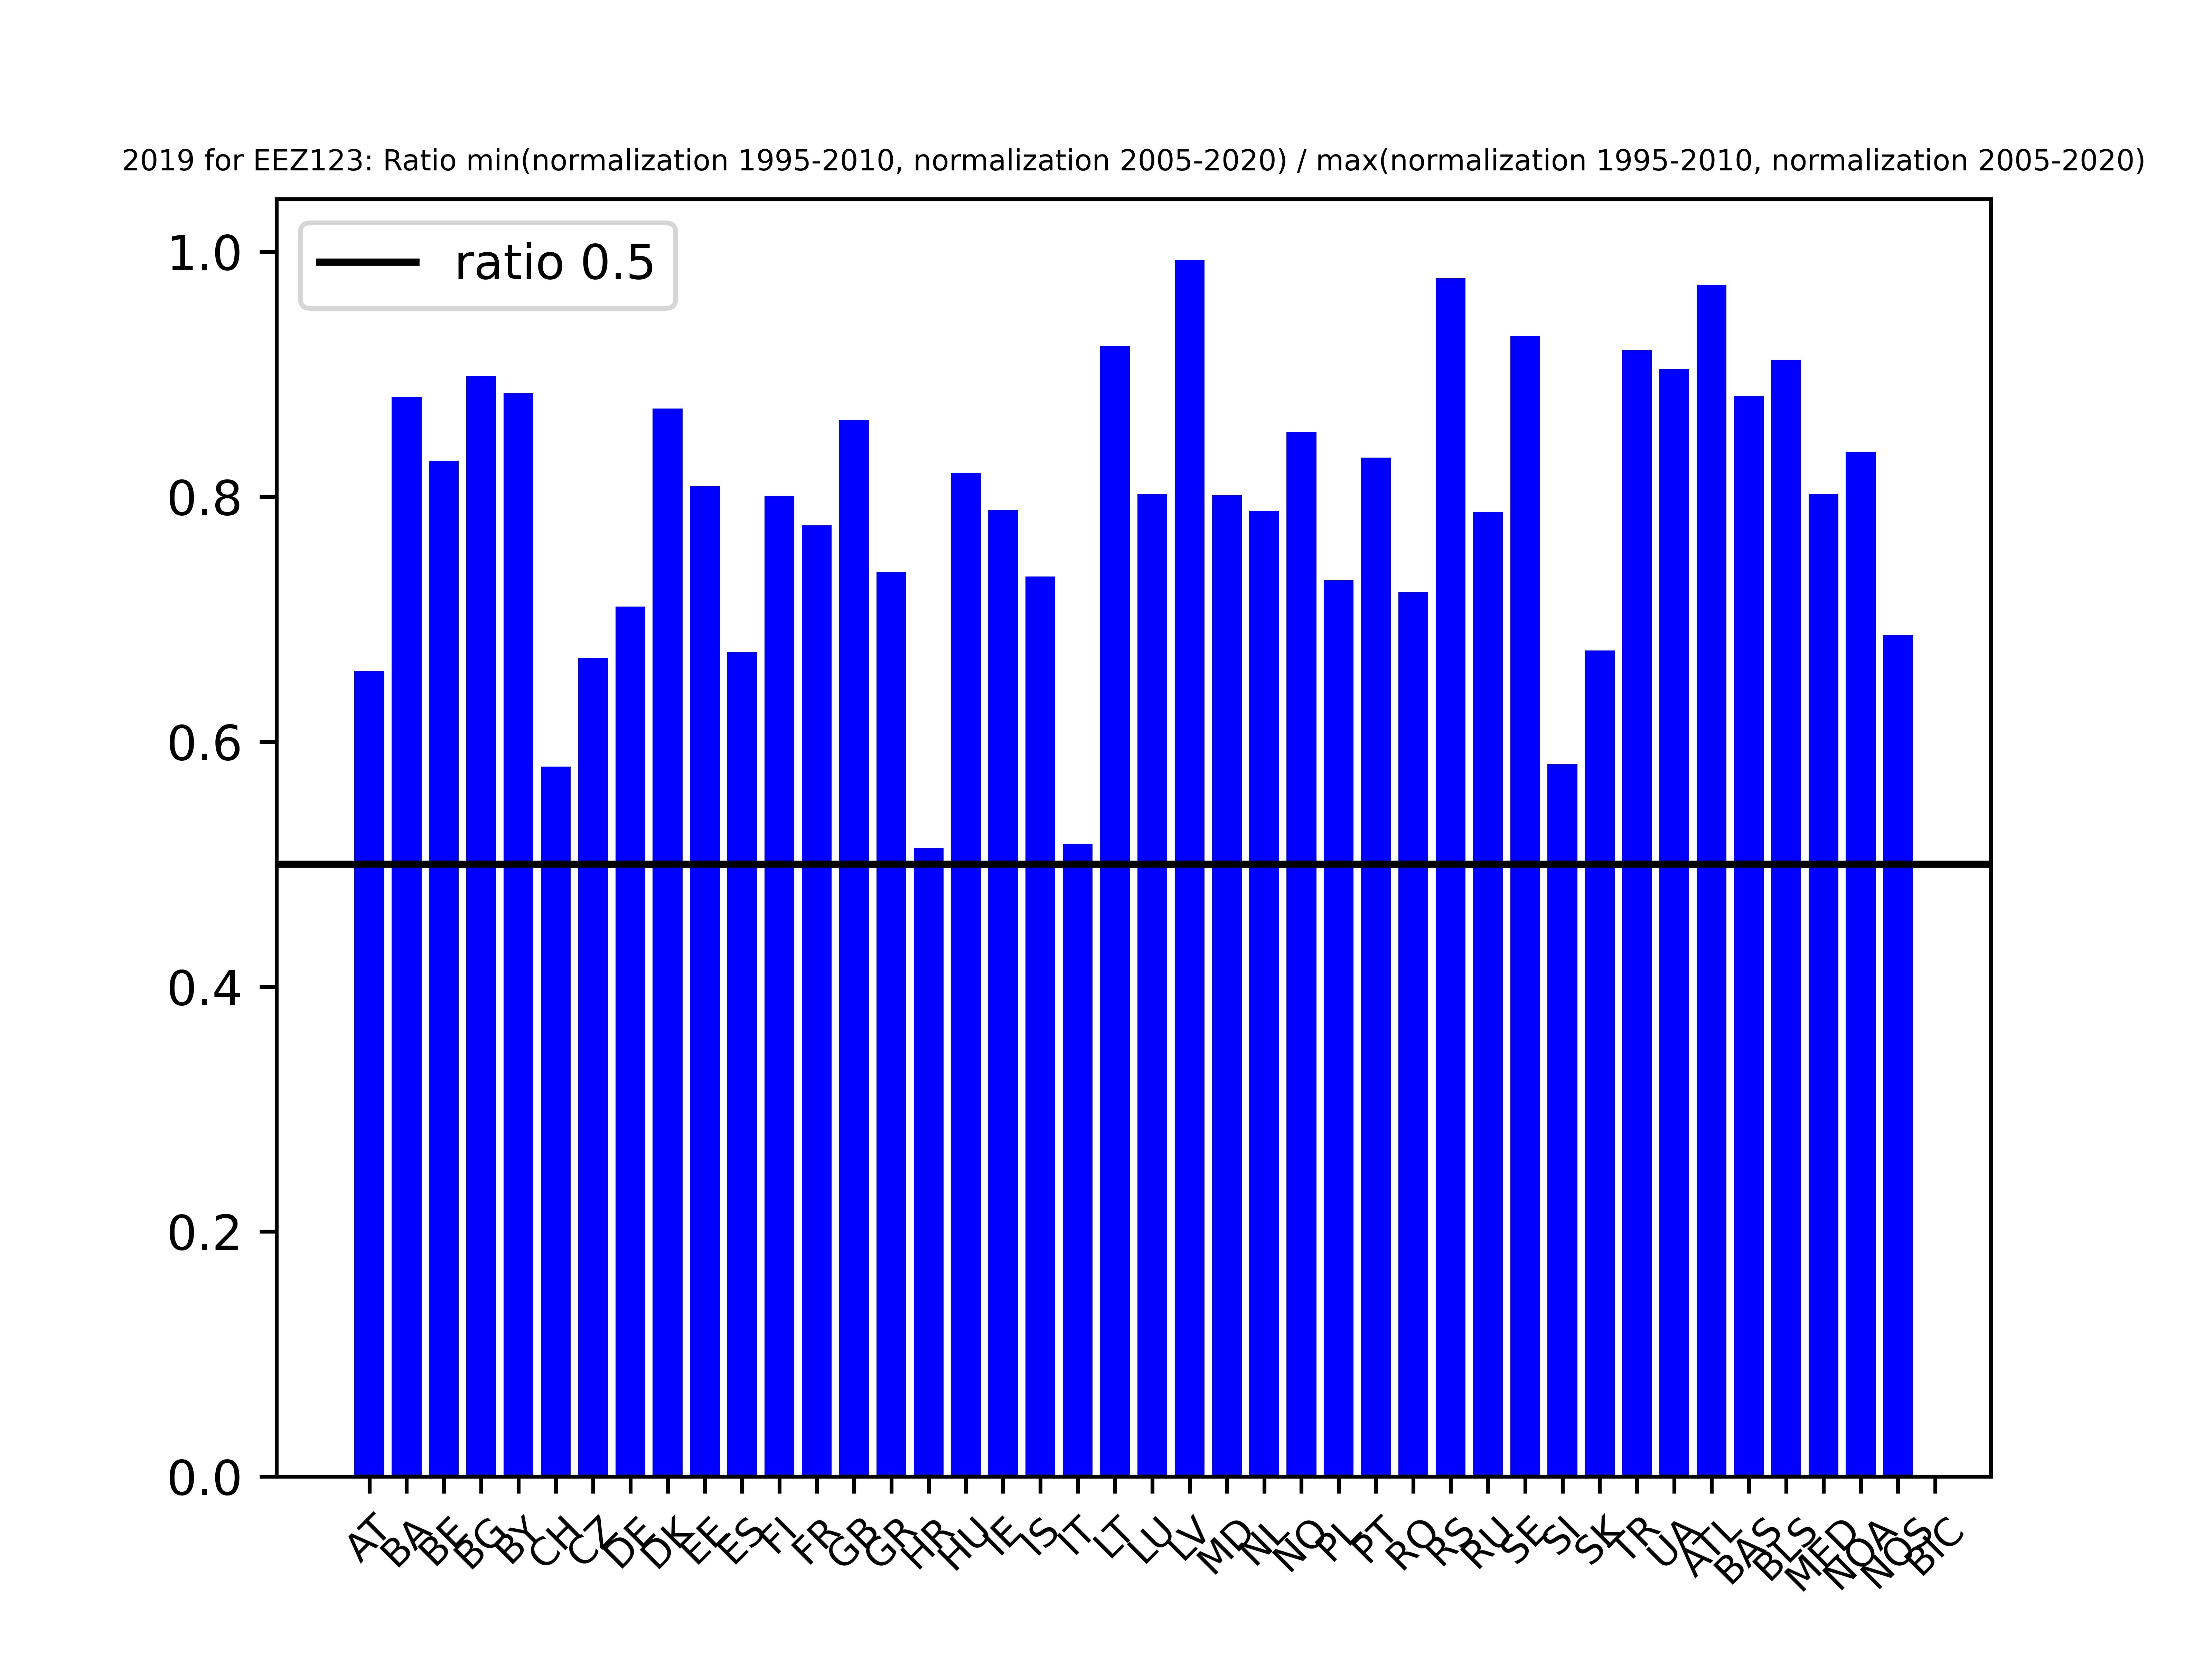 2019 for EEZ123: Ratio min(normalization 1995-2010, normalization 2005-2020) / max(normalization 1995-2010, normalization 2005-2020)
ratio 0.5
1.0
0.8
0.6
0.4
0.2
0.0
AT BA BE BG BY CH CZ DE DK EE ES FI FR GB GR HR HU IE IS IT LT LU LV MD NL NO PL PT RO RS RU SE SI SK TR UA ATL BAS BLS MED NOA NOS BIC